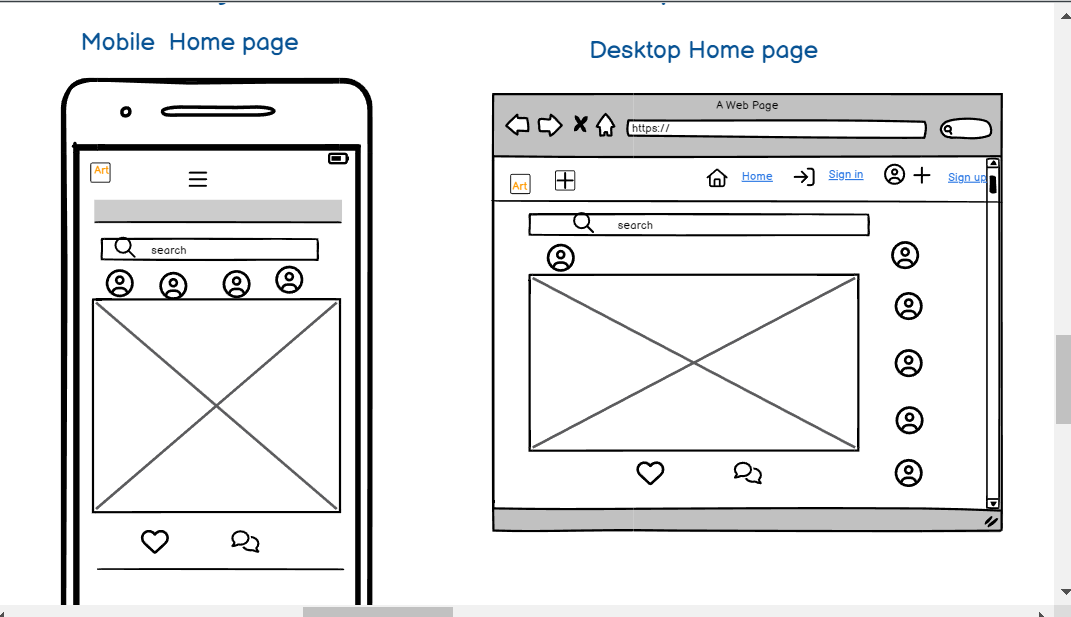 Mobile Home page
Art
search
Desktop Home page
A Web Page
https://
Art
Home
Sign in
Sign up
search